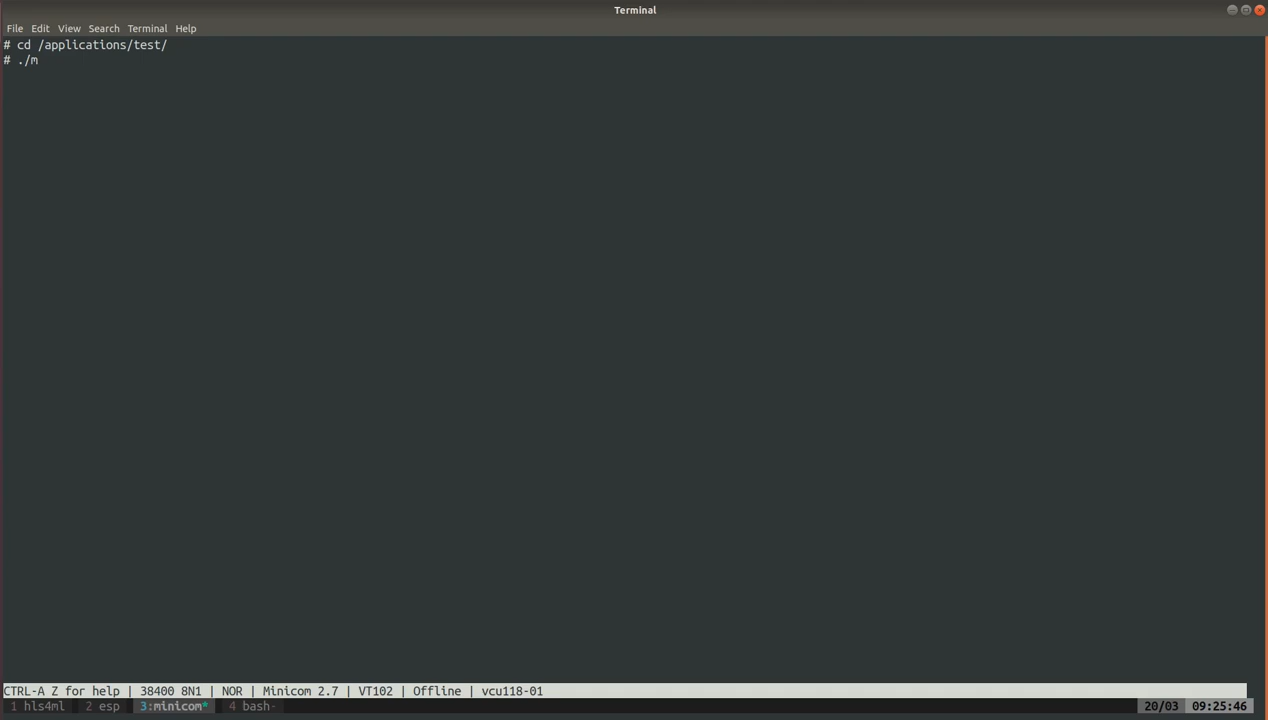 Terminal
File Edit View Search Terminal Help
# cd /applications/test/
# ./m
CTRL-A Z for help | 38400 8N1 | NOR | Minicom 2.7 | VT102 | Offline | vcu118-01
1 hls4ml 2 esp 3:minicom* 4 bash- 20/03 09:25:46